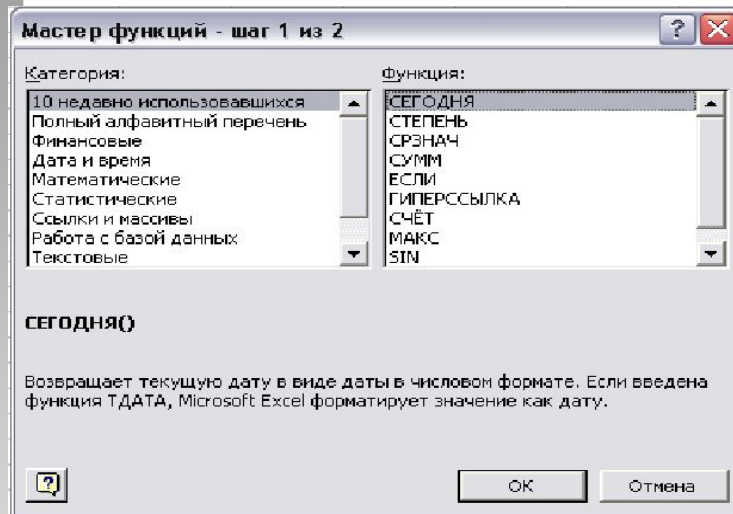 Мастер функций - шаг 1 из 2
Категория:
Функция:
10 недавно использовавшихся
Полный алфавитный перечень
Финансовые
Дата и время
Математические
Статистические
Ссылки и массивы
Работа с базой данных
Текстовые
СЕГОДНЯ
СТЕПЕНЬ
СРЗНАЧ
СУММ
ЕСЛИ
ГИПЕРССЫЛКА
СЧЁТ
МАКС
SIN
СЕГОДНЯ()
Возвращает текущую дату в виде даты в числовом формате. Если введена
функция ТДАТА, Microsoft Excel форматирует значение как дату.
ОК
Отмена